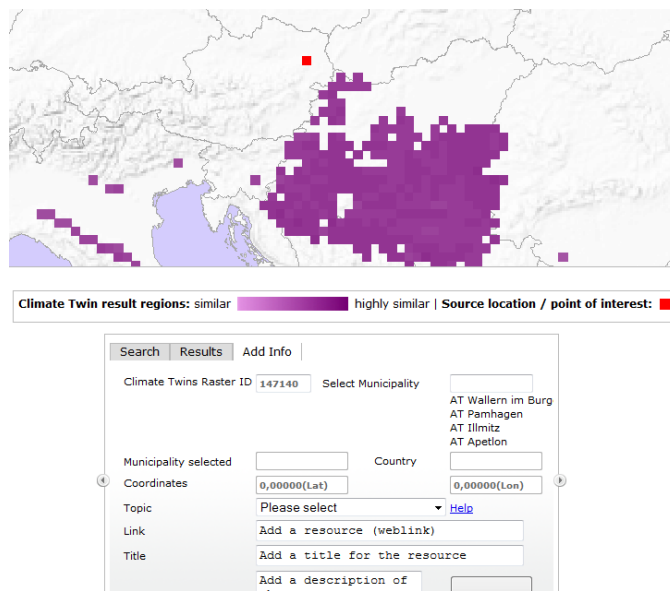 Climate Twin result regions: similar highly similar | Source location / point of interest:
Search Results Add Info
Climate Twins Raster ID 147140 Select Municipality
AT Wallern im Burg
AT Pamhagen
AT Illmitz
AT Apetlon
Municipality selected Country
Coordinates 0,00000(Lat) 0,00000(Lon)
Topic Please select Help
Link Add a resource (weblink)
Title Add a title for the resource
Add a description of